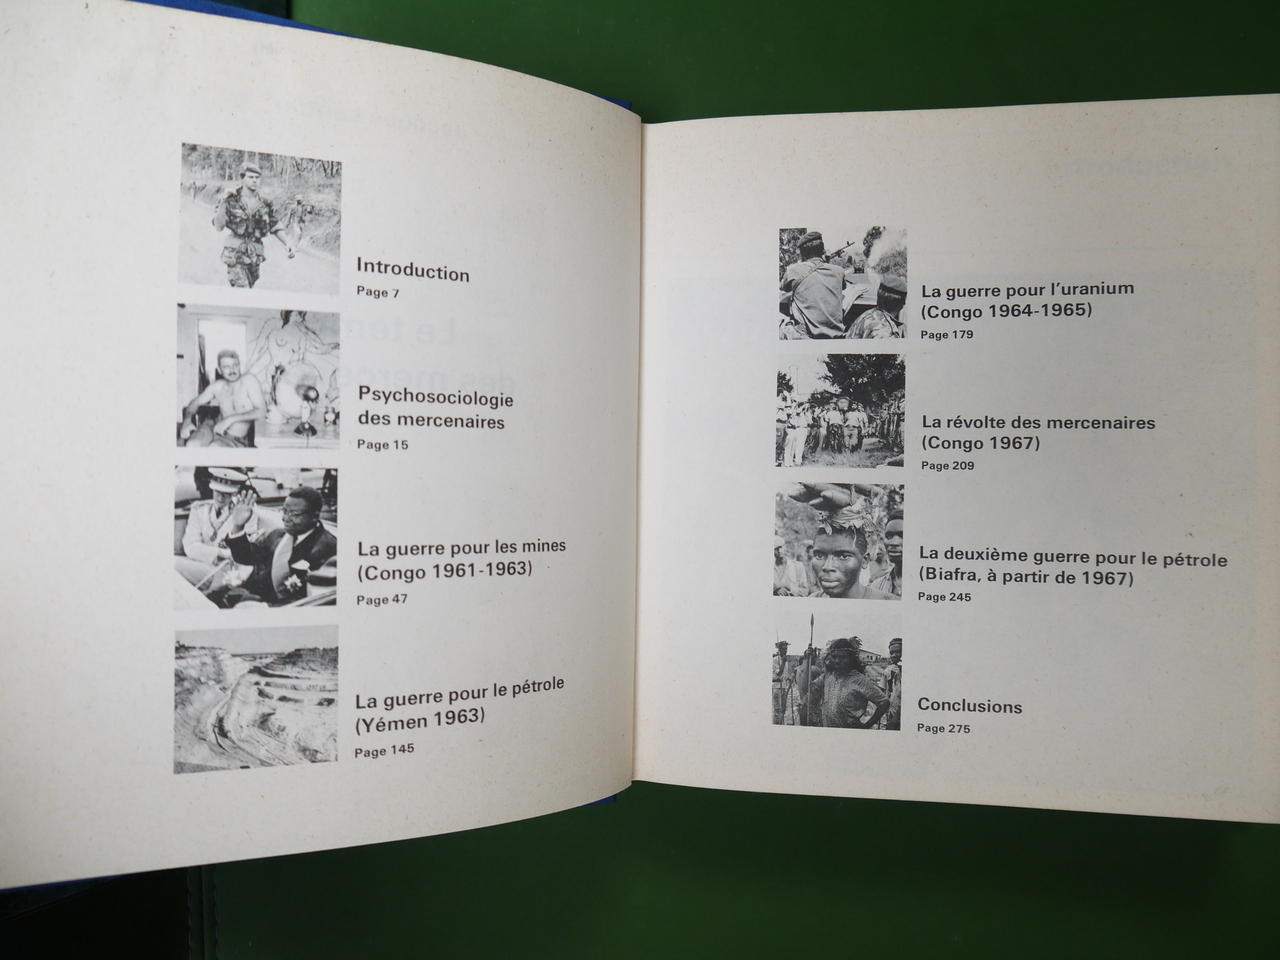 Introduction
Page 7
Psychosociologie
des mercenaires
Page 15
La guerre pour les mines
(Congo 1961-1963)
Page 47
La guerre pour le pétrole
(Yémen 1963)
Page 145
La guerre pour l'uranium
(Congo 1964-1965)
Page 179
La révolte des mercenaires
(Congo 1967)
Page 209
La deuxième guerre pour le pétrole
(Biafra, à partir de 1967)
Page 245
Conclusions
Page 275